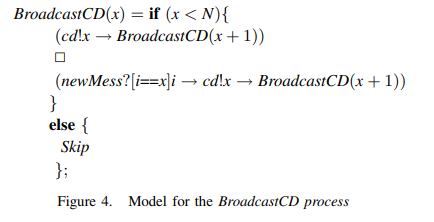 BroadcastCD(x) = if (x < N){
(cd!x → BroadcastCD(x + 1))
□
(newMess?[i==x]i → cd!x → BroadcastCD(x + 1))
}
else {
Skip
};
Figure 4. Model for the BroadcastCD process